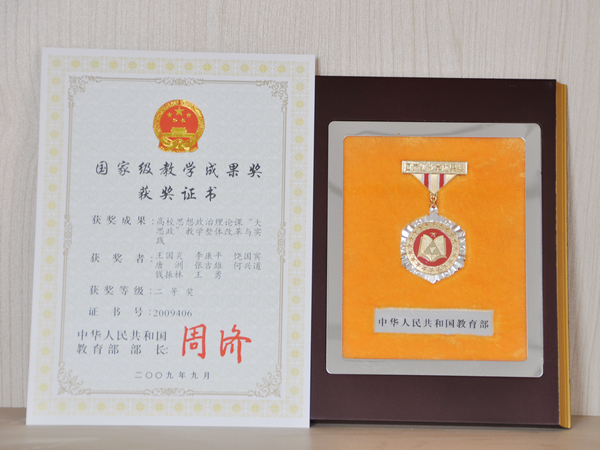 国家级教学成果奖
获奖证书
获奖成果:高校思想政治理论课“大
思政”教学整体改革与实
践
获奖者:王国炎 李康平 饶国宾
唐洲 张吉雄 何兴道
钱振林 王勇
获奖等级:二等奖
证书号:2009406
中华人民共和国
教育部部长:周济
二〇〇九年九月
中华人民共和国教育部